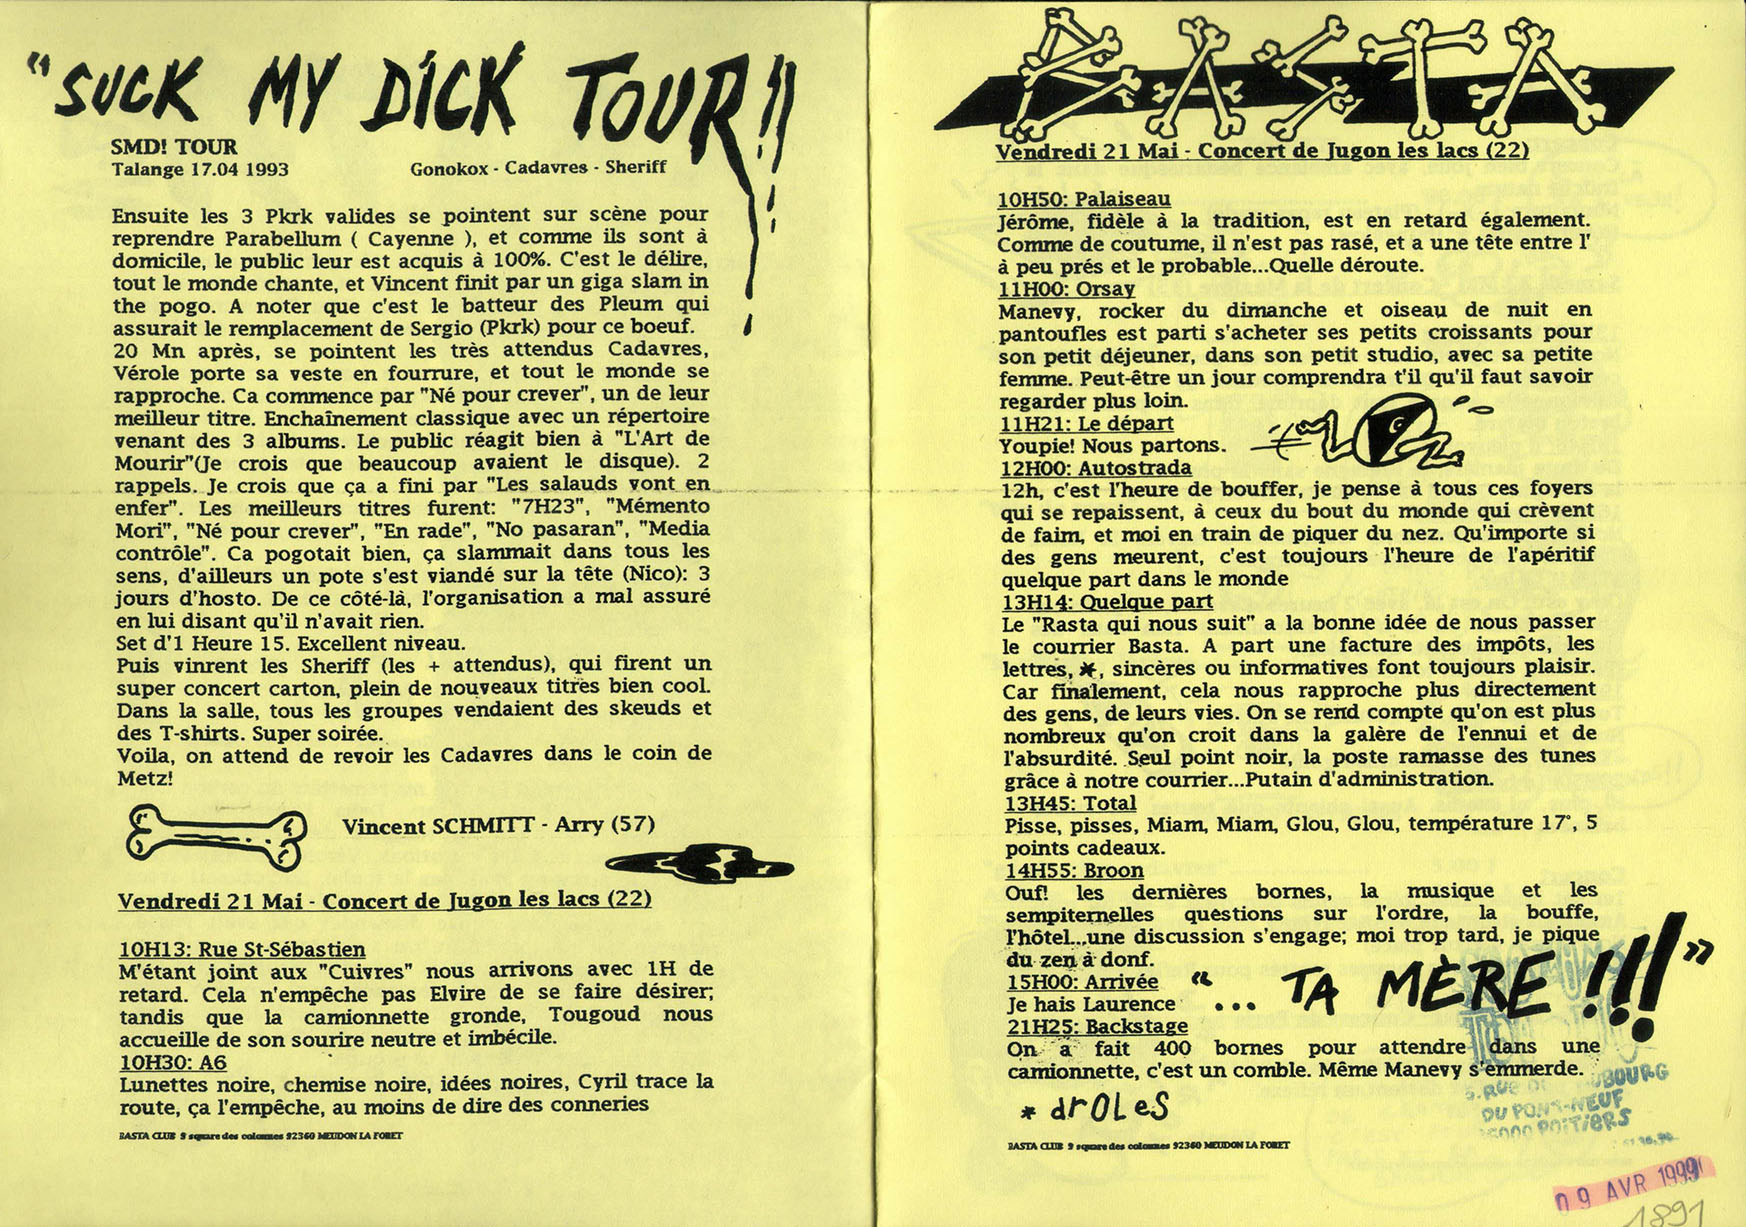 "SUCK MY DICK TOUR!!
SMD! TOUR
Talange 17.04 1993 Gonokox - Cadavres - Sheriff
Ensuite les 3 Pkrk valides se pointent sur scène pour
reprendre Parabellum ( Cayenne ), et comme ils sont à
domicile, le public leur est acquis à 100%. C'est le délire,
tout le monde chante, et Vincent finit par un giga slam in
the pogo. A noter que c'est le batteur des Pleum qui
assurait le remplacement de Sergio (Pkrk) pour ce boeuf.
20 Mn après, se pointent les très attendus Cadavres,
Vérole porte sa veste en fourrure, et tout le monde se
rapproche. Ca commence par "Né pour crever", un de leur
meilleur titre. Enchaînement classique avec un répertoire
venant des 3 albums. Le public réagit bien à "L'Art de
Mourir"(Je crois que beaucoup avaient le disque). 2
rappels. Je crois que ça a fini par "Les salauds vont en
enfer". Les meilleurs titres furent: "7H23", "Mémento
Mori", "Né pour crever", "En rade", "No pasaran", "Media
contrôle". Ca pogotait bien, ça slammait dans tous les
sens, d'ailleurs un pote s'est viandé sur la tête (Nico): 3
jours d'hosto. De ce côté-là, l'organisation a mal assuré
en lui disant qu'il n'avait rien.
Set d'1 Heure 15. Excellent niveau.
Puis vinrent les Sheriff (les + attendus), qui firent un
super concert carton, plein de nouveaux titres bien cool.
Dans la salle, tous les groupes vendaient des skeuds et
des T-shirts. Super soirée.
Voila, on attend de revoir les Cadavres dans le coin de
Metz!
Vincent SCHMITT - Arry (57)
Vendredi 21 Mai - Concert de Jugon les lacs (22)
10H13: Rue St-Sébastien
M'étant joint aux "Cuivres" nous arrivons avec 1H de
retard. Cela n'empêche pas Elvire de se faire désirer;
tandis que la camionnette gronde, Tougoud nous
accueille de son sourire neutre et imbécile.
10H30: A6
Lunettes noire, chemise noire, idées noires, Cyril trace la
route, ça l'empêche, au moins de dire des conneries
BASTA CLUB 9 square des colonnes 92360 MEUDON LA FORET
BASTA
Vendredi 21 Mai - Concert de Jugon les lacs (22)
10H50: Palaiseau
Jérôme, fidèle à la tradition, est en retard également.
Comme de coutume, il n'est pas rasé, et a une tête entre l'
à peu prés et le probable...Quelle déroute.
11H00: Orsay
Manevy, rocker du dimanche et oiseau de nuit en
pantoufles est parti s'acheter ses petits croissants pour
son petit déjeuner, dans son petit studio, avec sa petite
femme. Peut-être un jour comprendra t'il qu'il faut savoir
regarder plus loin.
11H21: Le départ
Youpie! Nous partons.
12H00: Autostrada
12h, c'est l'heure de bouffer, je pense à tous ces foyers
qui se repaissent, à ceux du bout du monde qui crèvent
de faim, et moi en train de piquer du nez. Qu'importe si
des gens meurent, c'est toujours l'heure de l'apéritif
quelque part dans le monde
13H14: Quelque part
Le "Rasta qui nous suit" a la bonne idée de nous passer
le courrier Basta. A part une facture des impôts, les
lettres, *, sincères ou informatives font toujours plaisir.
Car finalement, cela nous rapproche plus directement
des gens, de leurs vies. On se rend compte qu'on est plus
nombreux qu'on croit dans la galère de l'ennui et de
l'absurdité. Seul point noir, la poste ramasse des tunes
grâce à notre courrier...Putain d'administration.
13H45: Total
Pisse, pisses, Miam, Miam, Glou, Glou, température 17°, 5
points cadeaux.
14H55: Broon
Ouf! les dernières bornes, la musique et les
sempiternelles questions sur l'ordre, la bouffe,
l'hôtel...une discussion s'engage; moi trop tard, je pique
du zen à donf.
15H00: Arrivée
Je hais Laurence
"... TA MÈRE !!!"
21H25: Backstage
On a fait 400 bornes pour attendre dans une
camionnette, c'est un comble. Même Manevy s'emmerde.
* drOLeS
BASTA CLUB 9 square des colonnes 92360 MEUDON LA FORET
RUE
DU PONT-NEUF
POITIERS
09 AVR 1999
1891